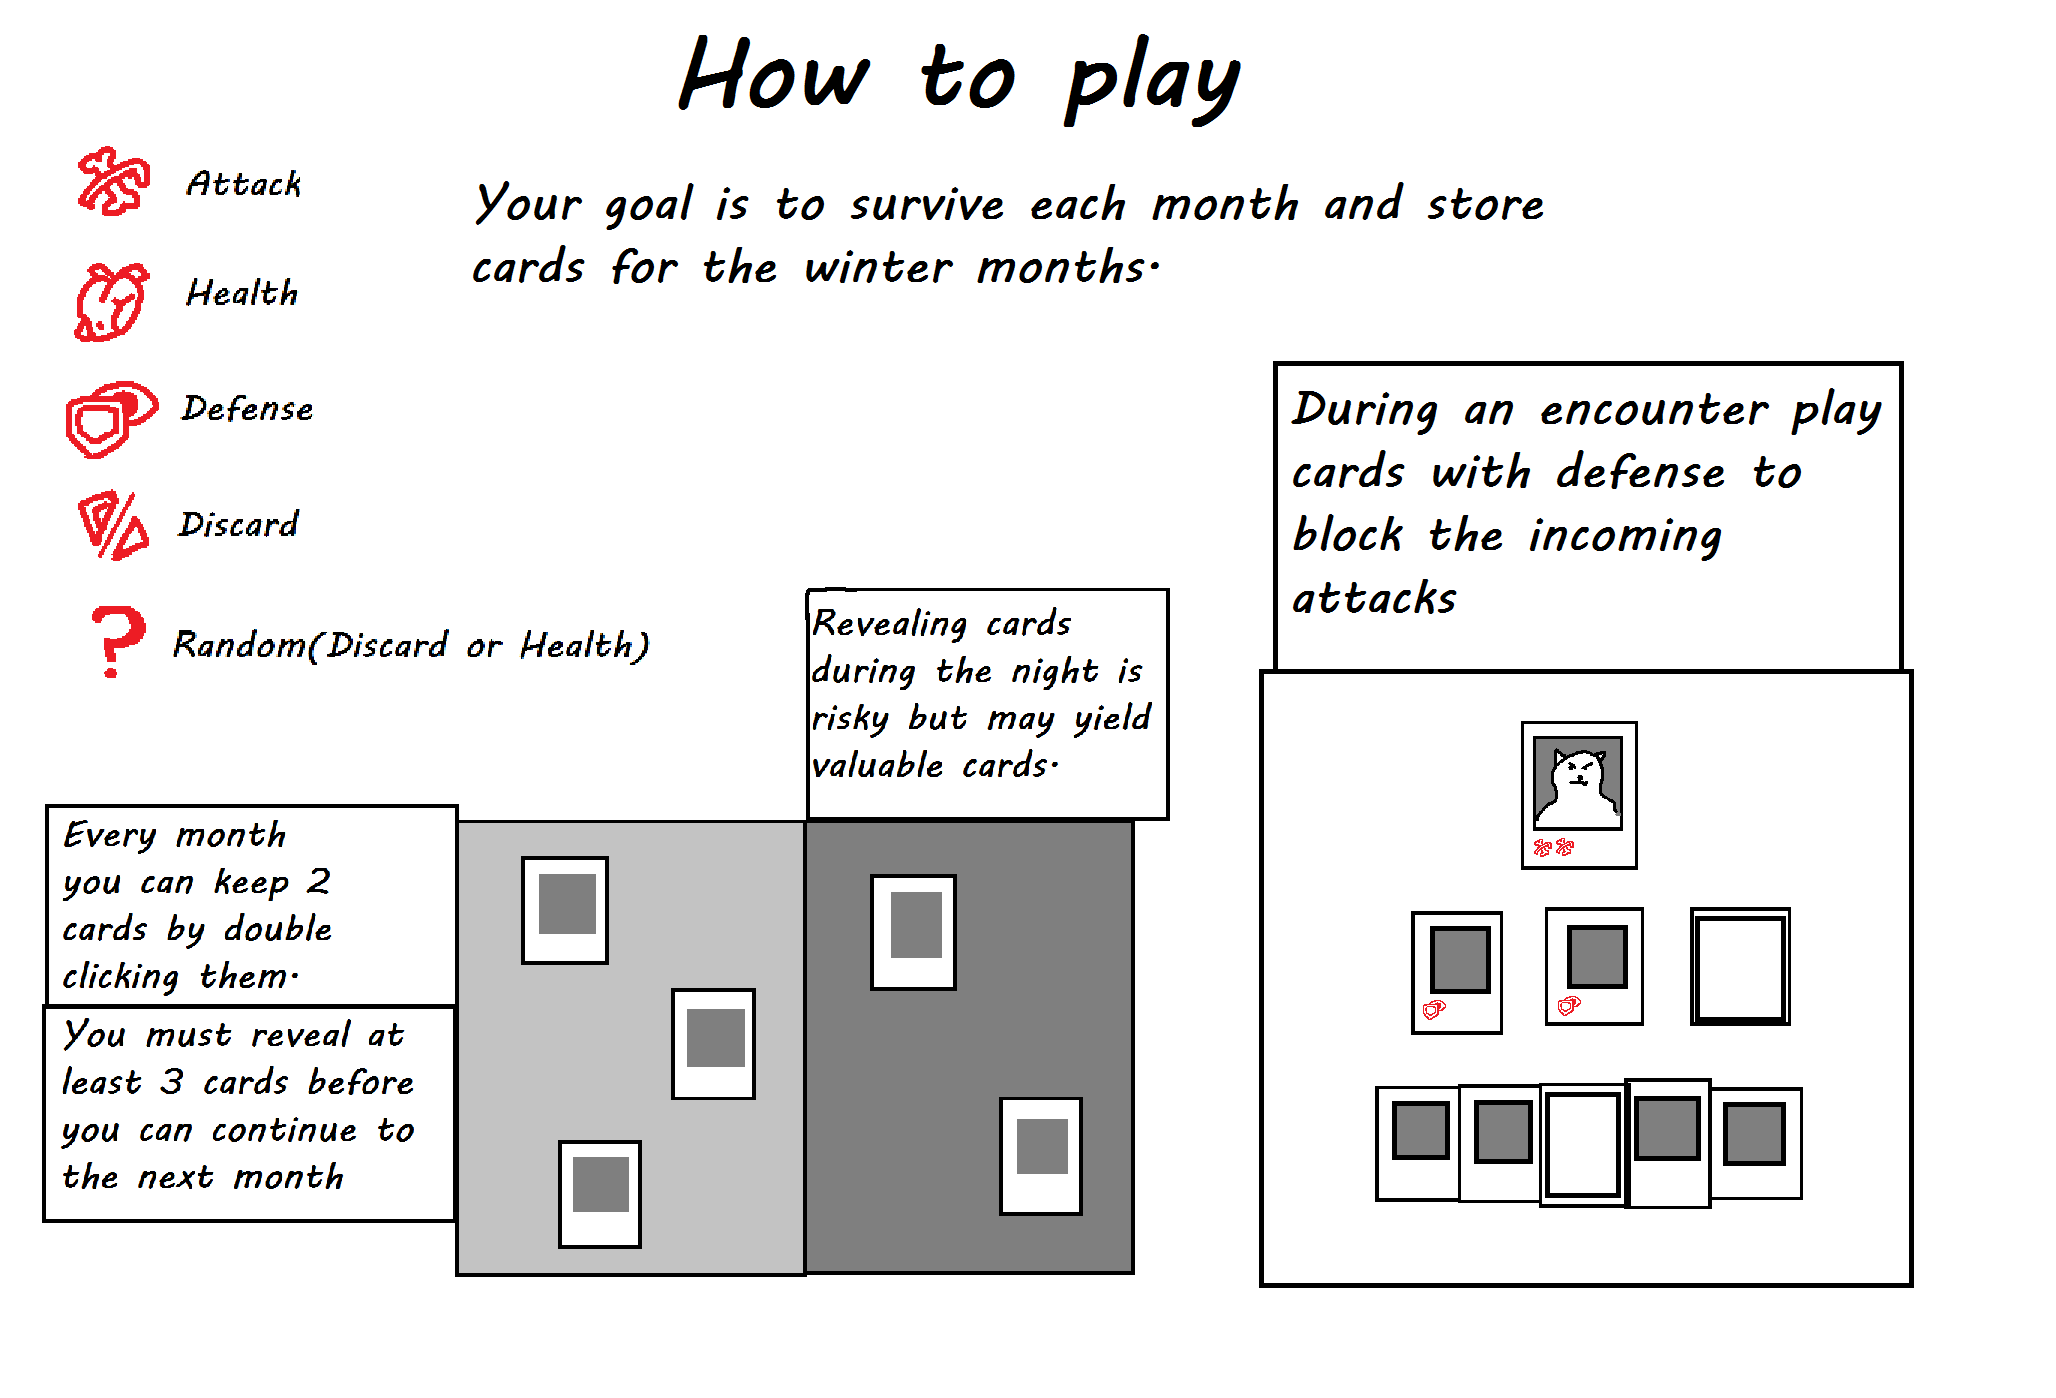 How to play
Attack
Health
Defense
Discard
Random(Discard or Health)
Your goal is to survive each month and store
cards for the winter months.
During an encounter play
cards with defense to
block the incoming
attacks
Revealing cards
during the night is
risky but may yield
valuable cards.
Every month
you can keep 2
cards by double
clicking them.
You must reveal at
least 3 cards before
you can continue to
the next month